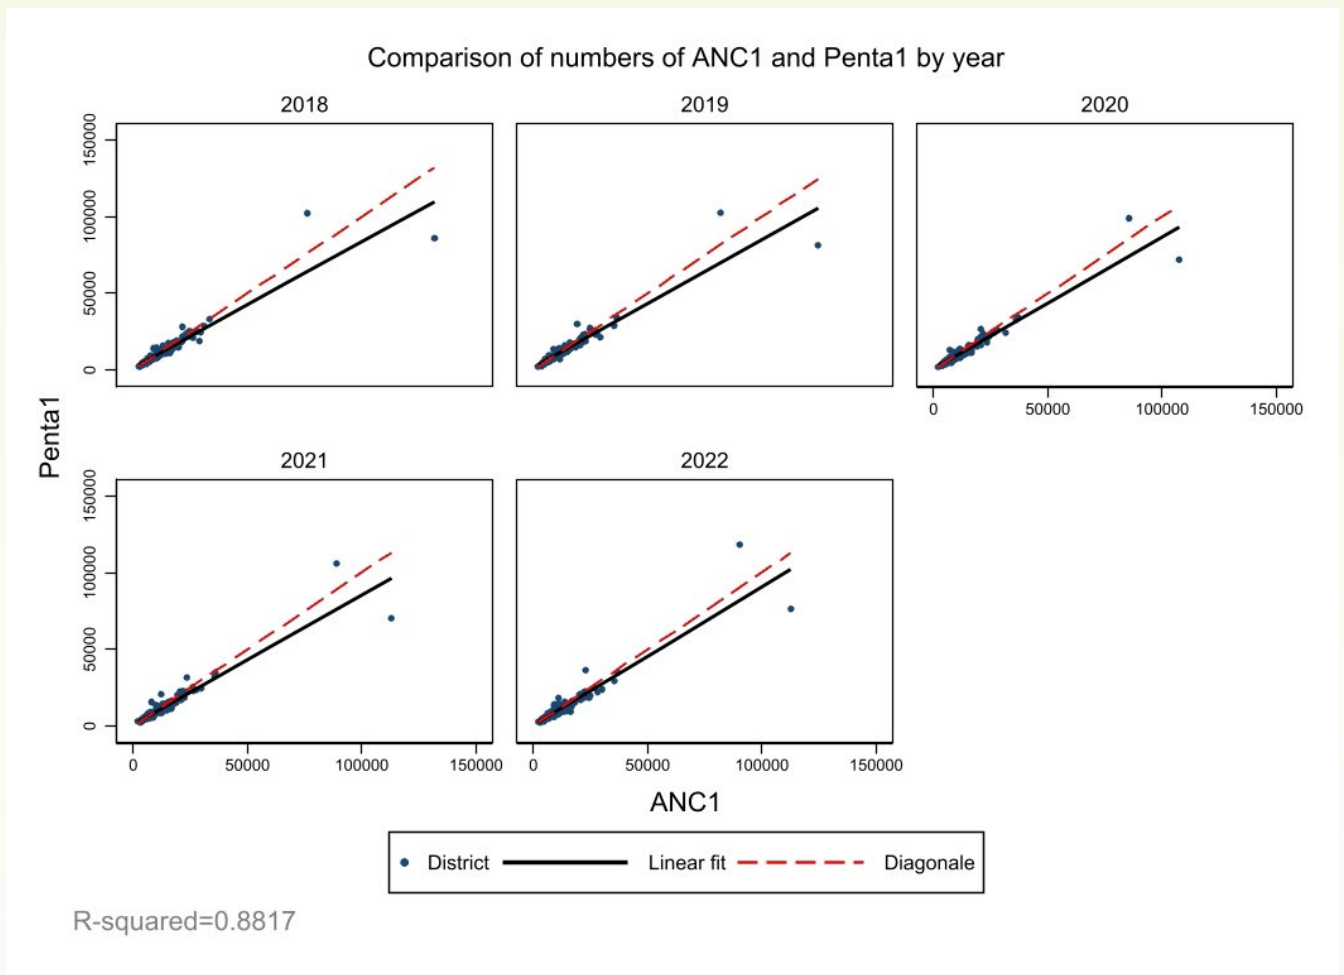 Comparison of numbers of ANC1 and Penta1 by year
2018
2019
2020
150000
100000
50000
0
0 50000 100000 150000
Penta1
2021
2022
150000
100000
50000
0
0 50000 100000 150000
0 50000 100000 150000
ANC1
District Linear fit Diagonale
R-squared=0.8817